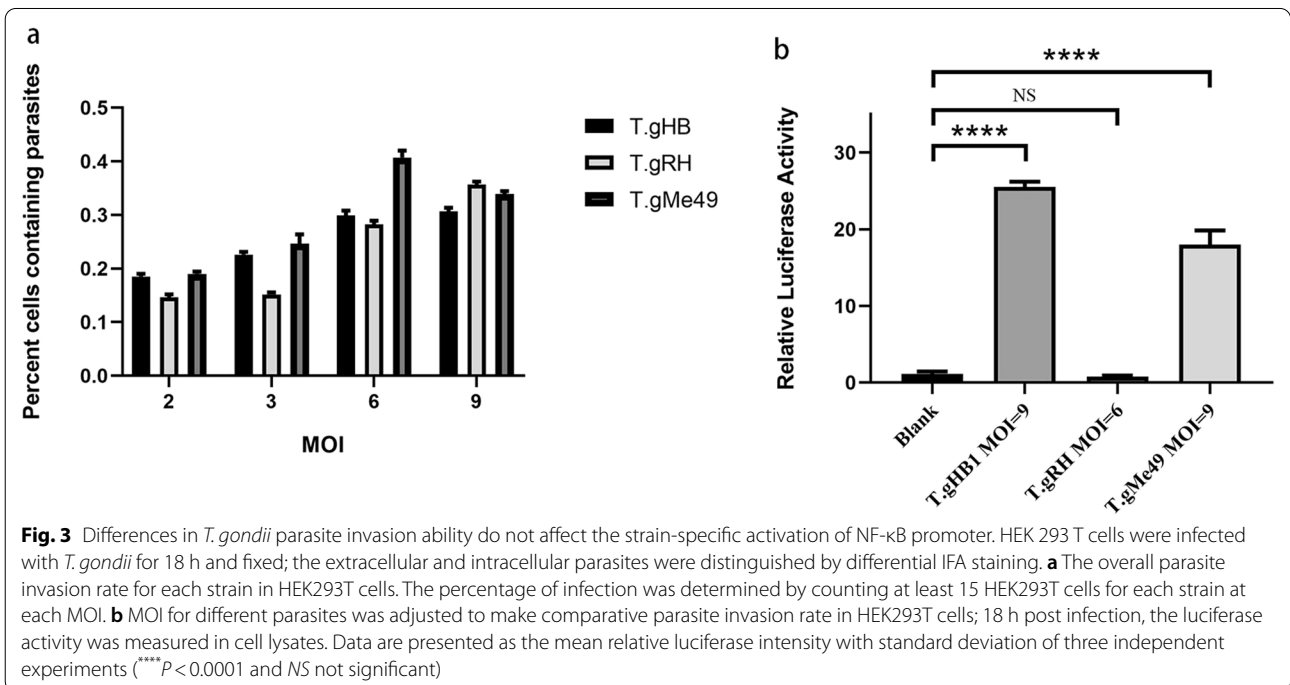 a
Percent cells containing parasites
0.5
0.4
0.3
0.2
0.1
0.0
2 3 6 9
MOI
T.gHB
T.gRH
T.gMe49
b
****
NS
****
Relative Luciferase Activity
30
20
10
0
Blank
T.gHB1 MOI=9
T.gRH MOI=6
T.gMe49 MOI=9
Fig. 3 Differences in T. gondii parasite invasion ability do not affect the strain-specific activation of NF-κB promoter. HEK 293 T cells were infected
with T. gondii for 18 h and fixed; the extracellular and intracellular parasites were distinguished by differential IFA staining. a The overall parasite
invasion rate for each strain in HEK293T cells. The percentage of infection was determined by counting at least 15 HEK293T cells for each strain at
each MOI. b MOI for different parasites was adjusted to make comparative parasite invasion rate in HEK293T cells; 18 h post infection, the luciferase
activity was measured in cell lysates. Data are presented as the mean relative luciferase intensity with standard deviation of three independent
experiments (****P < 0.0001 and NS not significant)